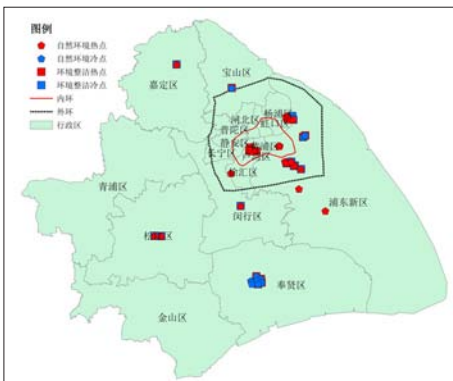 图例
自然环境热点
自然环境冷点
环境整洁热点
环境整洁冷点
内环
外环
行政区
嘉定区
宝山区
杨浦区
闸北区
虹口区
普陀区
静安区
黄浦区
长宁区
卢湾区
徐汇区
青浦区
浦东新区
闵行区
松江区
奉贤区
金山区